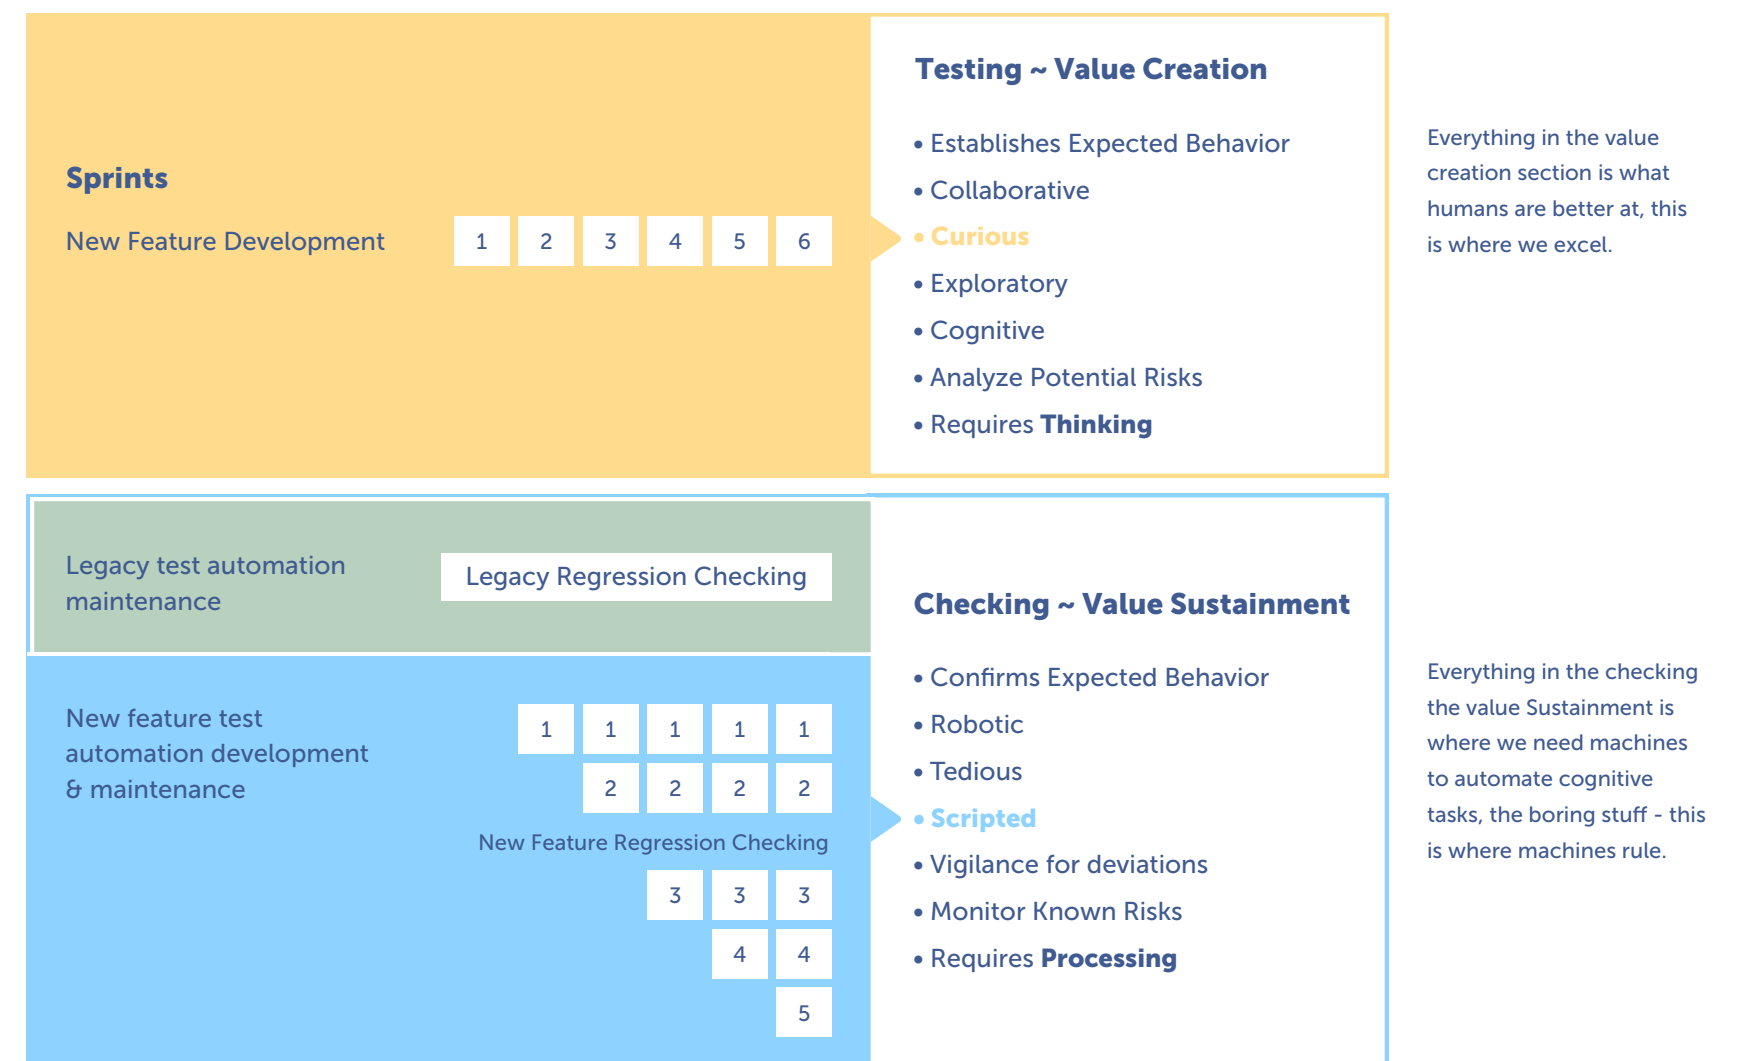 Sprints
New Feature Development
1 2 3 4 5 6
Testing ~ Value Creation
• Establishes Expected Behavior
• Collaborative
• Curious
• Exploratory
• Cognitive
• Analyze Potential Risks
• Requires Thinking
Everything in the value
creation section is what
humans are better at, this
is where we excel.
Legacy test automation
maintenance
Legacy Regression Checking
New feature test
automation development
& maintenance
1 1 1 1 1
2 2 2 2
New Feature Regression Checking
3 3 3
4 4
5
Checking ~ Value Sustainment
• Confirms Expected Behavior
• Robotic
• Tedious
• Scripted
• Vigilance for deviations
• Monitor Known Risks
• Requires Processing
Everything in the checking
the value Sustainment is
where we need machines
to automate cognitive
tasks, the boring stuff - this
is where machines rule.